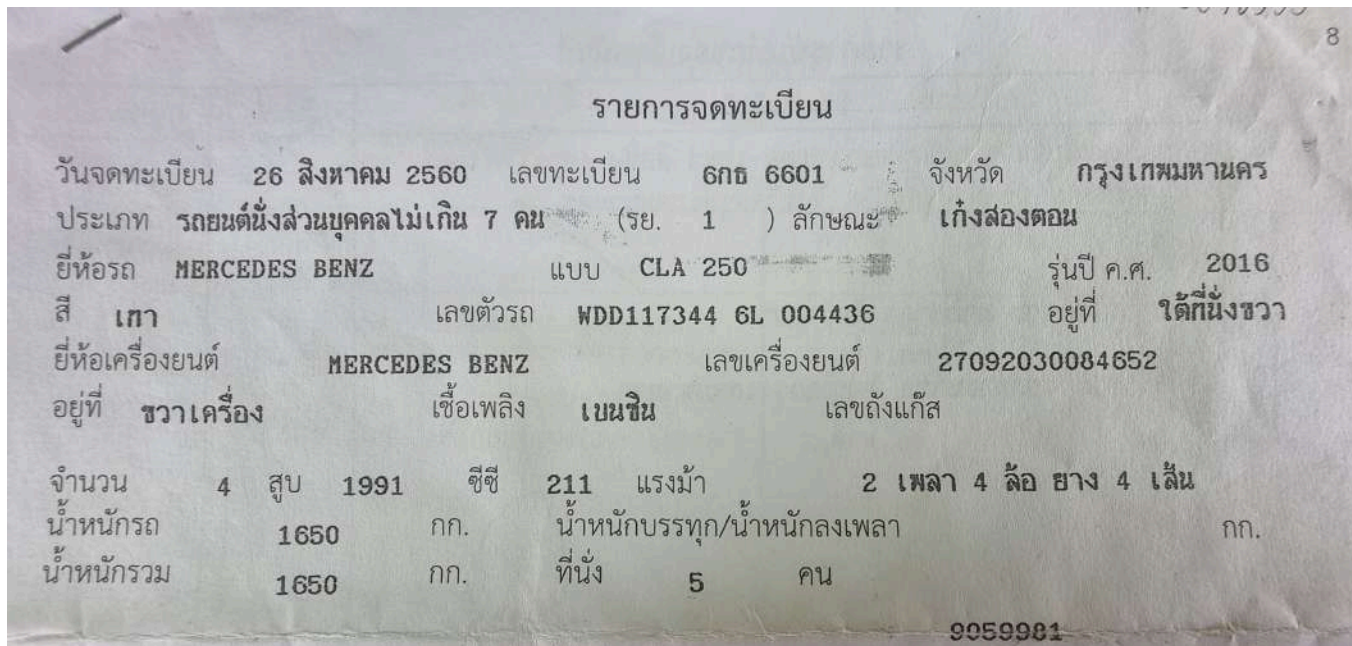 8
รายการจดทะเบียน
วันจดทะเบียน 26 สิงหาคม 2560 เลขทะเบียน 6กธ 6601 จังหวัด กรุงเทพมหานคร
ประเภท รถยนต์นั่งส่วนบุคคลไม่เกิน 7 คน (รย. 1 ) ลักษณะ เก๋งสองตอน
ยี่ห้อรถ MERCEDES BENZ แบบ CLA 250 รุ่นปี ค.ศ. 2016
สี เทา เลขตัวรถ WDD117344 6L 004436 อยู่ที่ ใต้ที่นั่งขวา
ยี่ห้อเครื่องยนต์ MERCEDES BENZ เลขเครื่องยนต์ 27092030084652
อยู่ที่ ขวาเครื่อง เชื้อเพลิง เบนซิน เลขถังแก๊ส
จำนวน 4 สูบ 1991 ซีซี 211 แรงม้า 2 เพลา 4 ล้อ ยาง 4 เส้น
น้ำหนักรถ 1650 กก. น้ำหนักบรรทุก/น้ำหนักลงเพลา กก.
น้ำหนักรวม 1650 กก. ที่นั่ง 5 คน
9059981